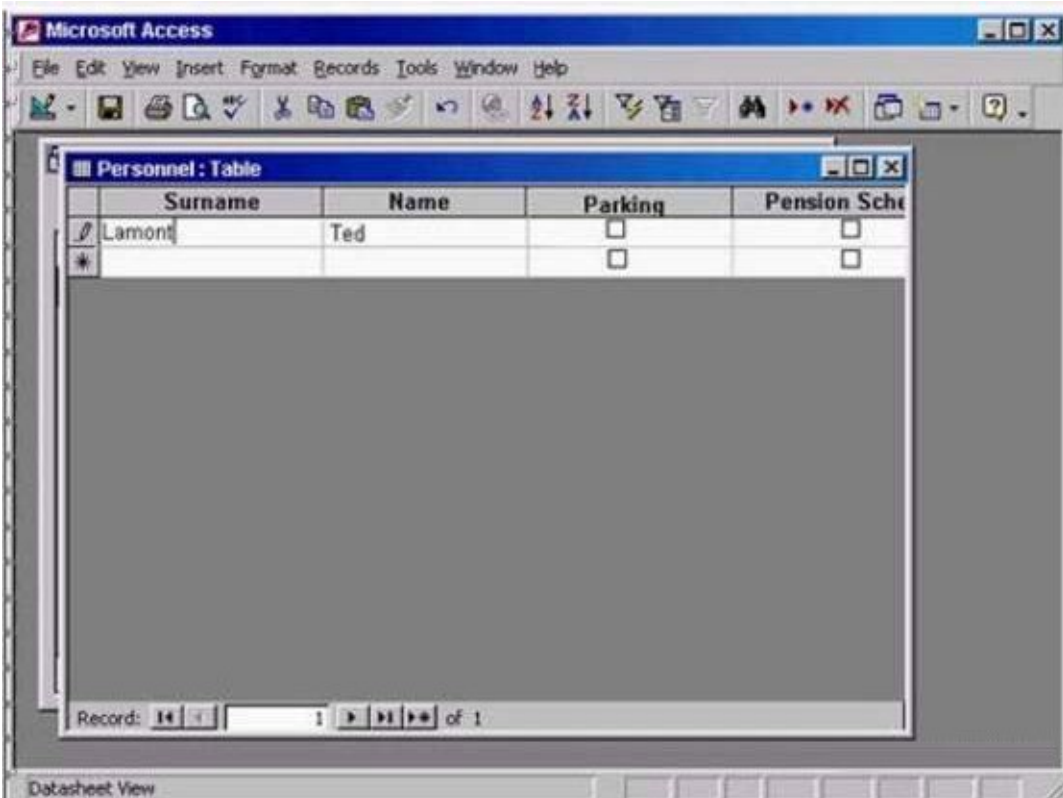 Microsoft Access
File Edit View Insert Format Records Tools Window Help
Personnel : Table
Surname Name Parking Pension Sche
Lamont Ted
Record: 1 of 1
Datasheet View